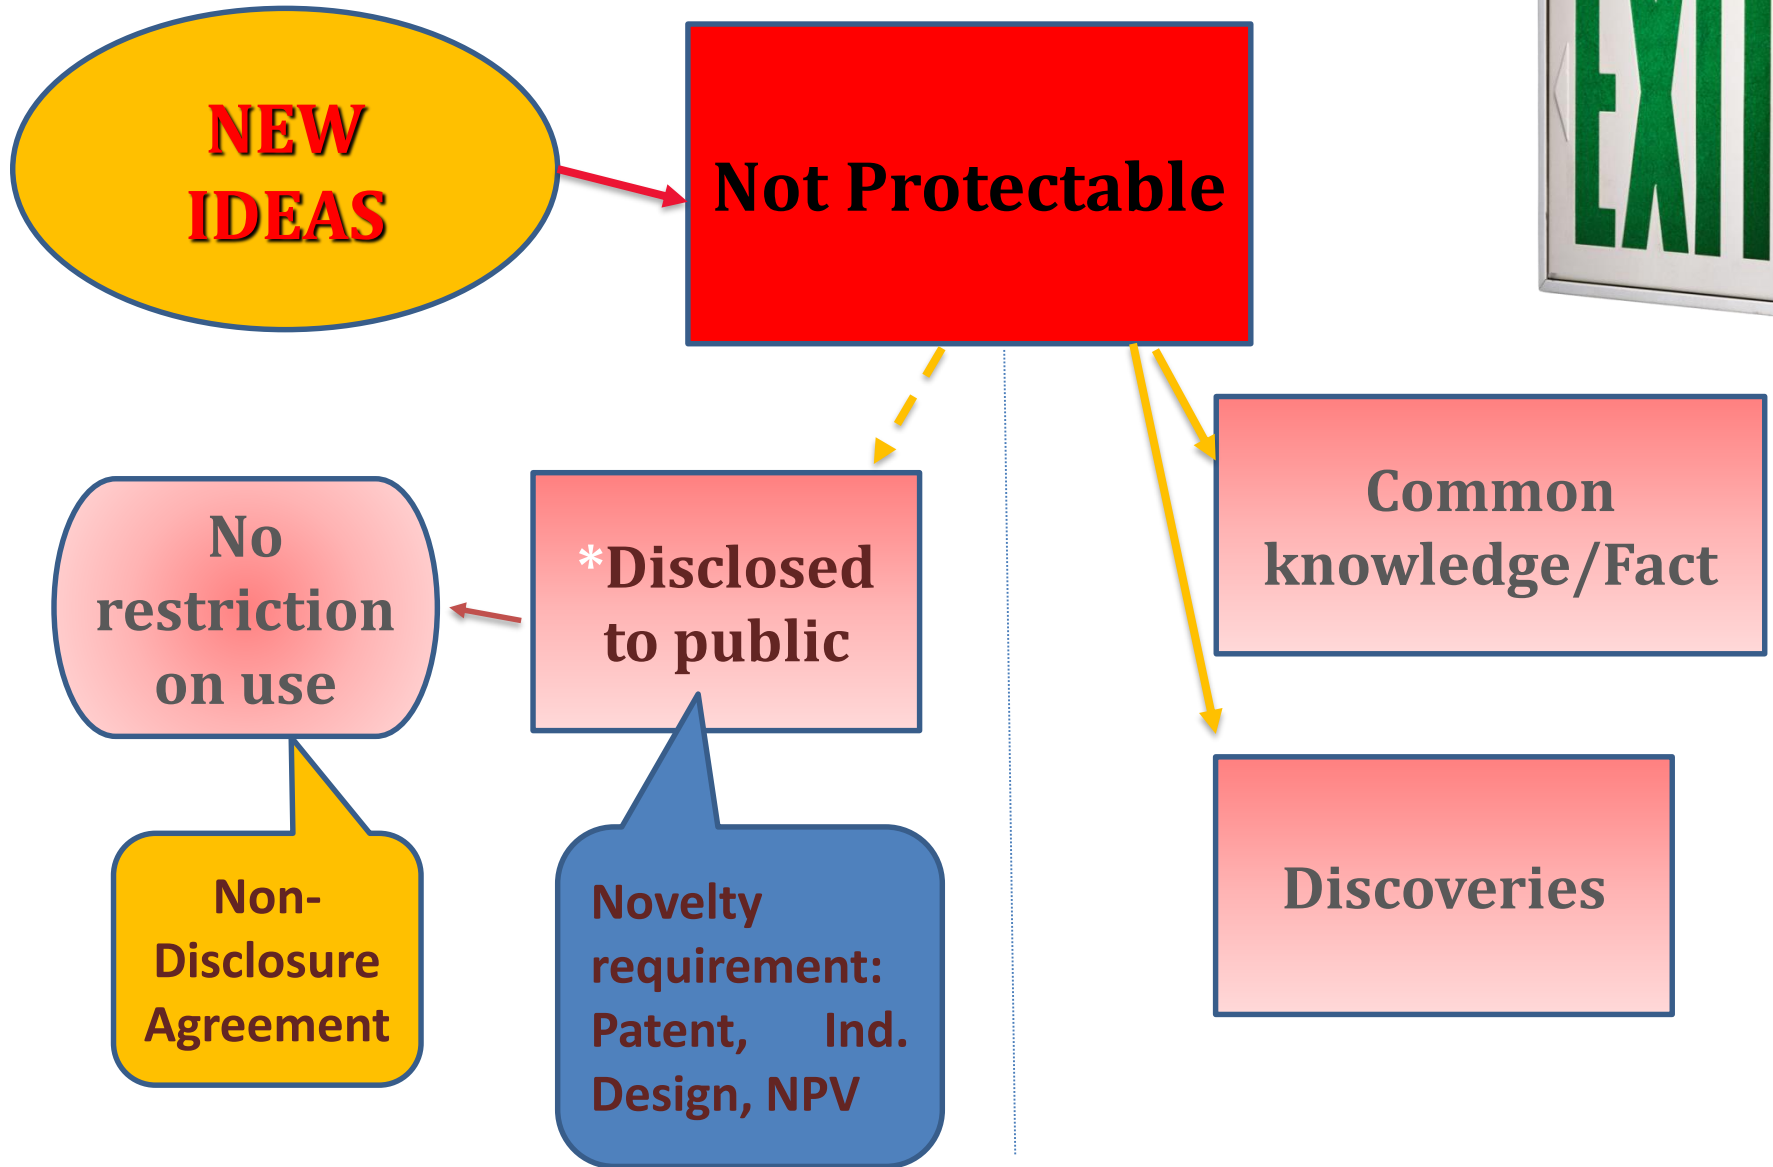 NEW
IDEAS
Not Protectable
EXIT
Common
knowledge/Fact
No
restriction
on use
*Disclosed
to public
Discoveries
Non-
Disclosure
Agreement
Novelty
requirement:
Patent, Ind.
Design, NPV